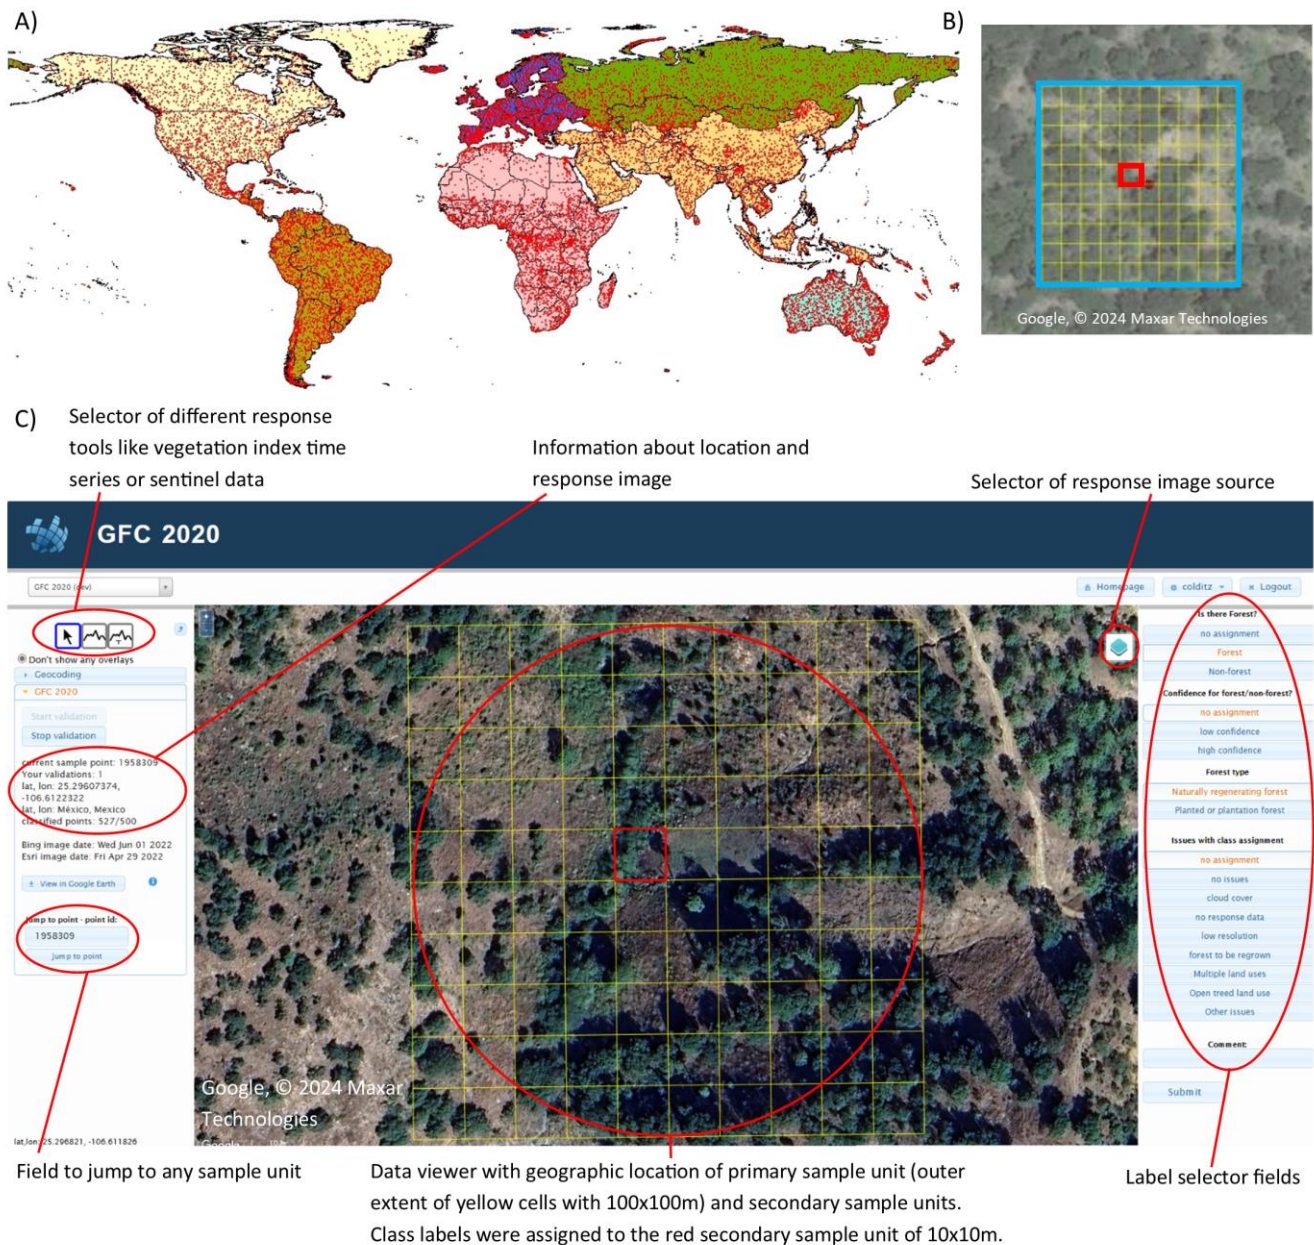 A)
B)
Google, © 2024 Maxar Technologies
C)
Selector of different response
tools like vegetation index time
series or sentinel data
Information about location and
response image
Selector of response image source
GFC 2020
GFC 2020 (dev)
Homepage
colditz
Logout
T
Don't show any overlays
Geocoding
GFC 2020
Start validation
Stop validation
current sample point: 1958309
Your validations: 1
lat, lon: 25.29607374,
-106.6122322
lat, lon: México, Mexico
classified points: 527/500
Bing image date: Wed Jun 01 2022
Esri image date: Fri Apr 29 2022
View in Google Earth
Jump to point - point id:
1958309
Jump to point
lat,lon: 25.296821, -106.611826
Google, © 2024 Maxar
Technologies
Google
Is there Forest?
no assignment
Forest
Non-forest
Confidence for forest/non-forest?
no assignment
low confidence
high confidence
Forest type
Naturally regenerating forest
Planted or plantation forest
Issues with class assignment
no assignment
no issues
cloud cover
no response data
low resolution
forest to be regrown
Multiple land uses
Open treed land use
Other issues
Comment:
Submit
Field to jump to any sample unit
Data viewer with geographic location of primary sample unit (outer
extent of yellow cells with 100x100m) and secondary sample units.
Class labels were assigned to the red secondary sample unit of 10x10m.
Label selector fields